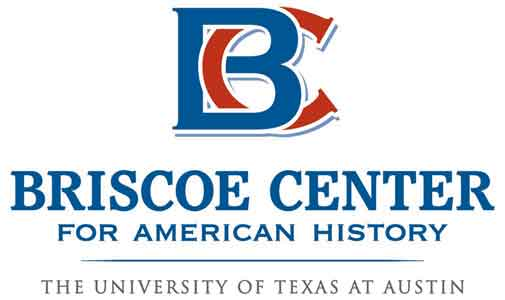 BC
BRISCOE CENTER
FOR AMERICAN HISTORY
THE UNIVERSITY OF TEXAS AT AUSTIN